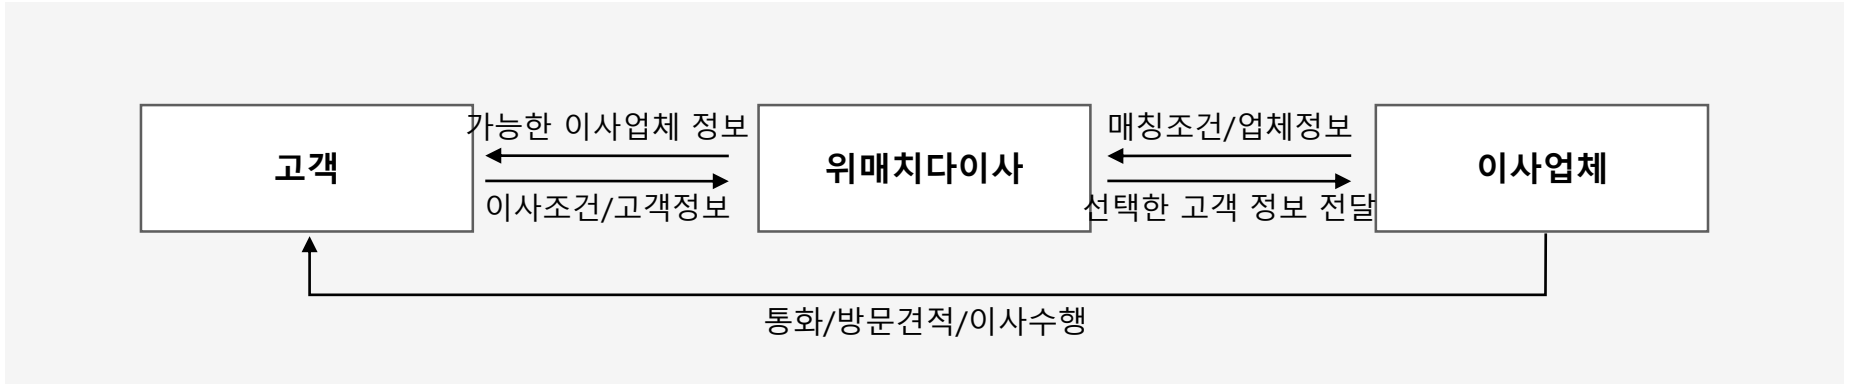 가능한 이사업체 정보
매칭조건/업체정보
고객
위매치다이사
이사업체
이사조건/고객정보
선택한 고객 정보 전달
통화/방문견적/이사수행